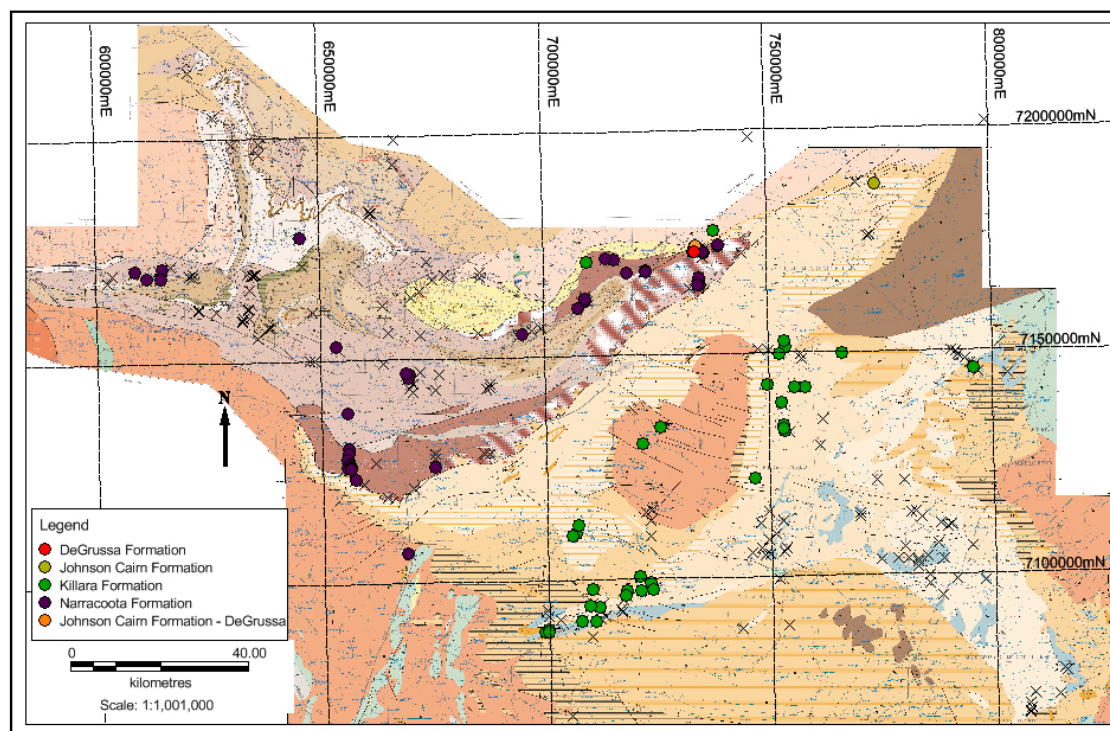 600000mE
650000mE
700000mE
750000mE
800000mE
7200000mN
7150000mN
7100000mN
N
Legend
DeGrussa Formation
Johnson Cairn Formation
Killara Formation
Narracoota Formation
Johnson Cairn Formation - DeGrussa
0
40.00
kilometres
Scale: 1:1,001,000